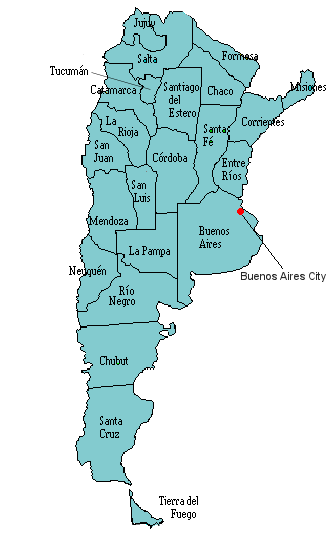 Jujuy
Salta
Formosa
Tucumán
Catamarca
Santiago
del
Estero
Chaco
Misiones
La
Rioja
Santa
Fé
Corrientes
San
Juan
Córdoba
Entre
Ríos
San
Luis
Mendoza
Buenos
Aires
La Pampa
Buenos Aires City
Neuquén
Río
Negro
Chubut
Santa
Cruz
Tierra del
Fuego